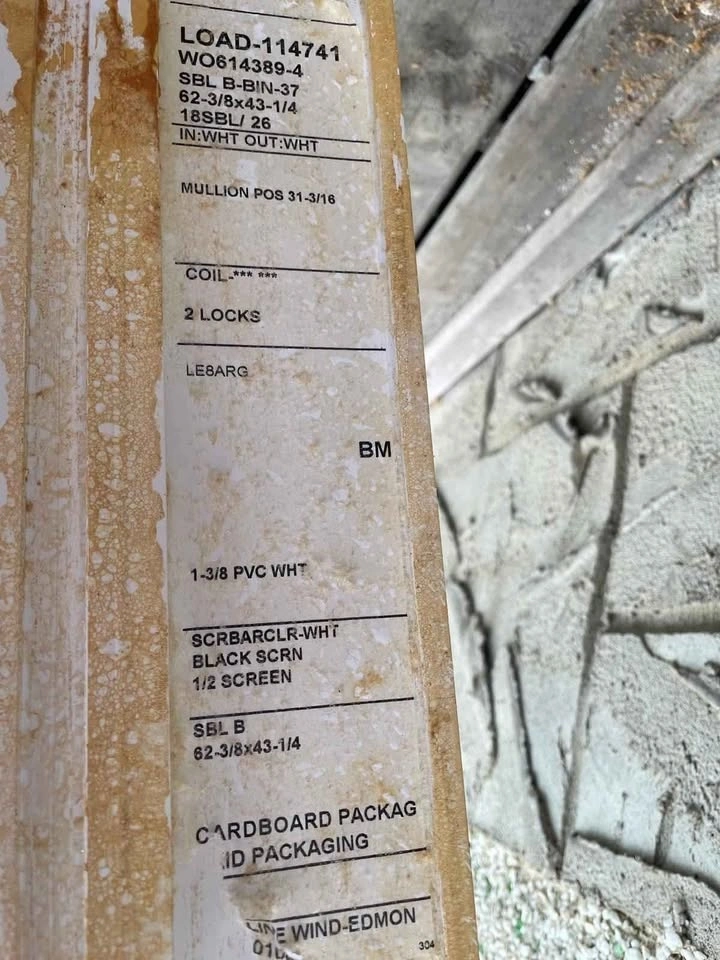 LOAD-114741
WO614389-4
SBL B-BIN-37
62-3/8x43-1/4
18SBL/ 26
IN:WHT OUT:WHT
MULLION POS 31-3/16
COIL-*** ***
2 LOCKS
LE8ARG
BM
1-3/8 PVC WHT
SCRBARCLR-WHT
BLACK SCRN
1/2 SCREEN
SBL B
62-3/8x43-1/4
CARDBOARD PACKAG
PACKAGING
WIND-EDMON
304